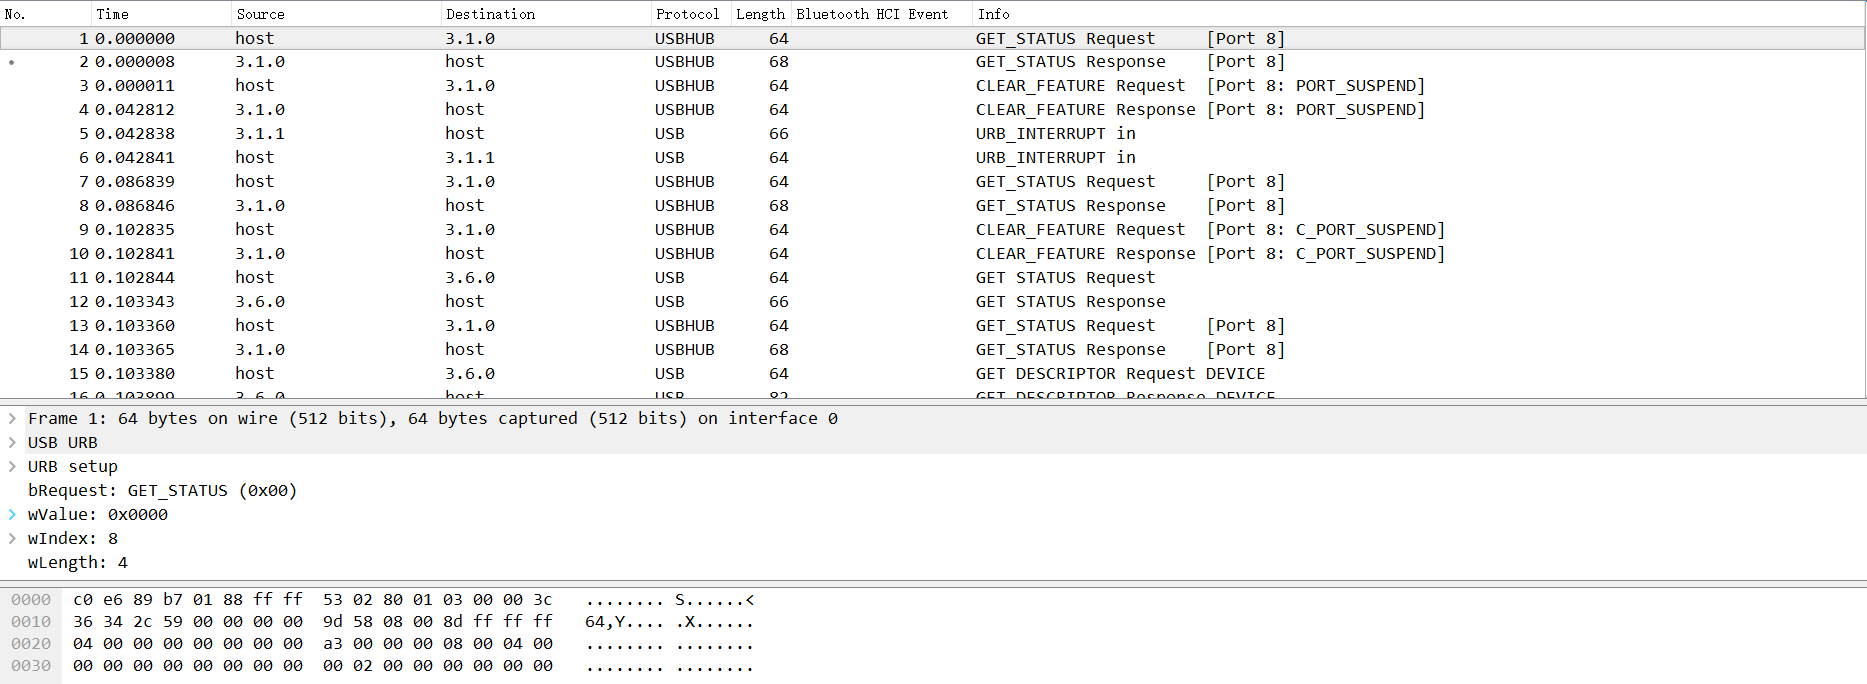 No. Time Source Destination Protocol Length Bluetooth HCI Event Info
1 0.000000 host 3.1.0 USBHUB 64 GET_STATUS Request [Port 8]
2 0.000008 3.1.0 host USBHUB 68 GET_STATUS Response [Port 8]
3 0.000011 host 3.1.0 USBHUB 64 CLEAR_FEATURE Request [Port 8: PORT_SUSPEND]
4 0.042812 3.1.0 host USBHUB 64 CLEAR_FEATURE Response [Port 8: PORT_SUSPEND]
5 0.042838 3.1.1 host USB 66 URB_INTERRUPT in
6 0.042841 host 3.1.1 USB 64 URB_INTERRUPT in
7 0.086839 host 3.1.0 USBHUB 64 GET_STATUS Request [Port 8]
8 0.086846 3.1.0 host USBHUB 68 GET_STATUS Response [Port 8]
9 0.102835 host 3.1.0 USBHUB 64 CLEAR_FEATURE Request [Port 8: C_PORT_SUSPEND]
10 0.102841 3.1.0 host USBHUB 64 CLEAR_FEATURE Response [Port 8: C_PORT_SUSPEND]
11 0.102844 host 3.6.0 USB 64 GET STATUS Request
12 0.103343 3.6.0 host USB 66 GET STATUS Response
13 0.103360 host 3.1.0 USBHUB 64 GET_STATUS Request [Port 8]
14 0.103365 3.1.0 host USBHUB 68 GET_STATUS Response [Port 8]
15 0.103380 host 3.6.0 USB 64 GET DESCRIPTOR Request DEVICE
16 0.103899 3.6.0 host USB 82 GET DESCRIPTOR Response DEVICE
Frame 1: 64 bytes on wire (512 bits), 64 bytes captured (512 bits) on interface 0
USB URB
URB setup
bRequest: GET_STATUS (0x00)
wValue: 0x0000
wIndex: 8
wLength: 4
0000 c0 e6 89 b7 01 88 ff ff 53 02 80 01 03 00 00 3c ........ S......<
0010 36 34 2c 59 00 00 00 00 9d 58 08 00 8d ff ff ff 64,Y.... .X......
0020 04 00 00 00 00 00 00 00 a3 00 00 00 08 00 04 00 ........ ........
0030 00 00 00 00 00 00 00 00 00 02 00 00 00 00 00 00 ........ ........